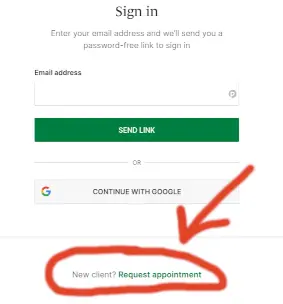 Sign in
Enter your email address and we'll send you a
password-free link to sign in
Email address
SEND LINK
OR
CONTINUE WITH GOOGLE
New client? Request appointment